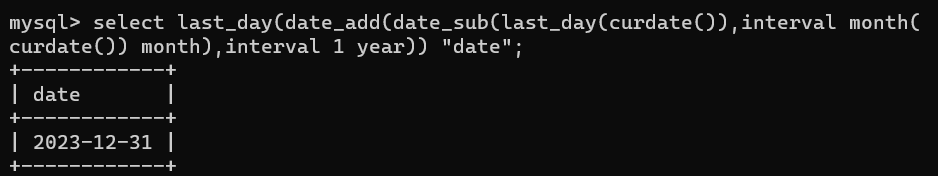 mysql> select last_day(date_add(date_sub(last_day(curdate()),interval month(
curdate()) month),interval 1 year)) "date";
+------------+
| date       |
+------------+
| 2023-12-31 |
+------------+